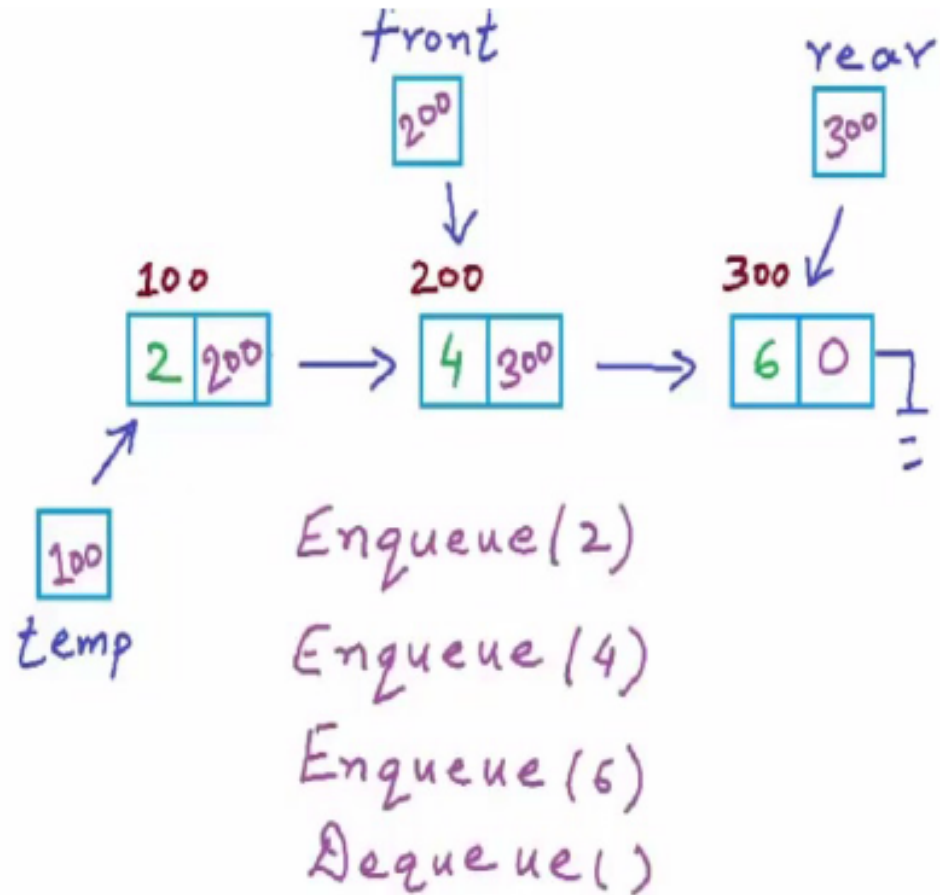 front
rear
200
300
100
200
300
2 200
4 300
6 0
100
temp
Enqueue(2)
Enqueue(4)
Enqueue(6)
Dequeue()